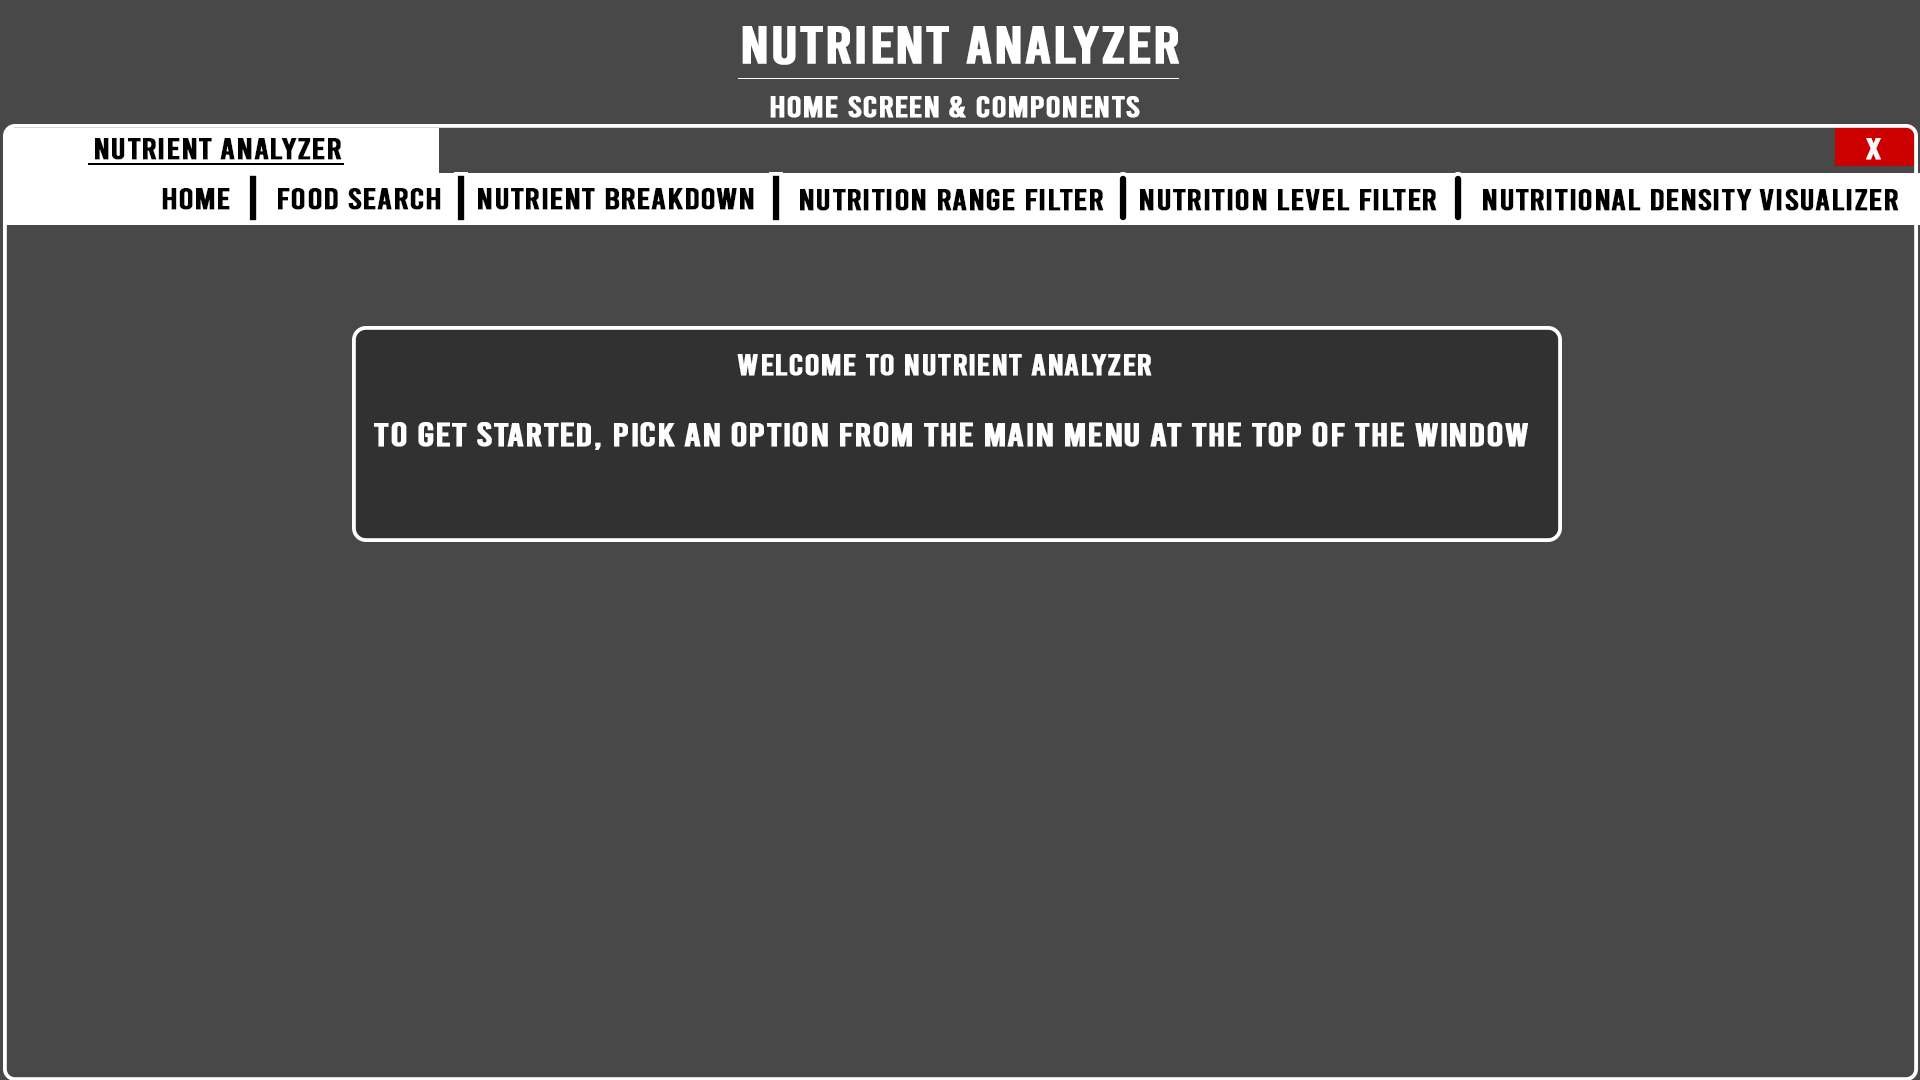 NUTRIENT ANALYZER
HOME SCREEN & COMPONENTS
NUTRIENT ANALYZER
X
HOME | FOOD SEARCH | NUTRIENT BREAKDOWN | NUTRITION RANGE FILTER | NUTRITION LEVEL FILTER | NUTRITIONAL DENSITY VISUALIZER
WELCOME TO NUTRIENT ANALYZER
TO GET STARTED, PICK AN OPTION FROM THE MAIN MENU AT THE TOP OF THE WINDOW